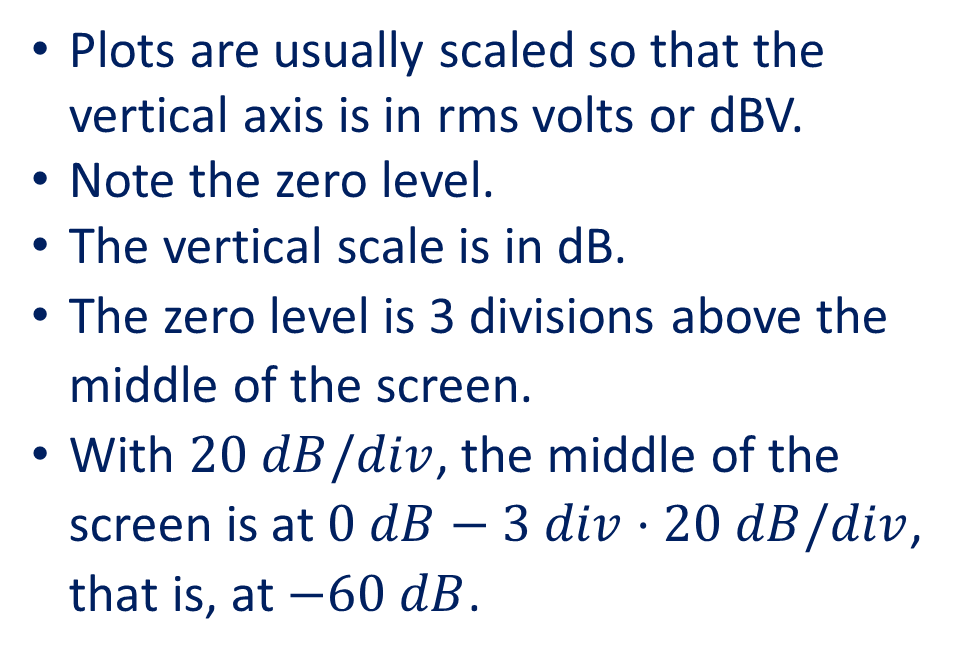 • Plots are usually scaled so that the
vertical axis is in rms volts or dBV.
• Note the zero level.
• The vertical scale is in dB.
• The zero level is 3 divisions above the
middle of the screen.
• With 20 dB/div, the middle of the
screen is at 0 dB − 3 div · 20 dB/div,
that is, at −60 dB.